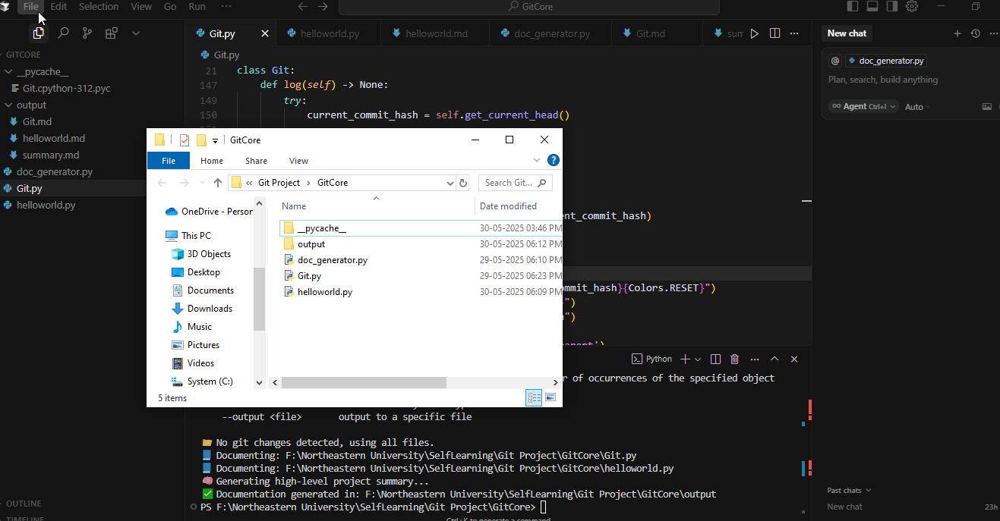 File Edit Selection View Go Run ··· GitCore
GITCORE
__pycache__
Git.cpython-312.pyc
output
Git.md
helloworld.md
summary.md
doc_generator.py
Git.py
helloworld.py
OUTLINE
TIMELINE
Git.py helloworld.py helloworld.md doc_generator.py Git.md sum
Git.py
21 class Git:
147 def log(self) -> None:
149 try:
150 current_commit_hash = self.get_current_head()
nt_commit_hash)
mmit_hash}{Colors.RESET}")
")
")
parent')
GitCore
File Home Share View
« Git Project › GitCore Search Git...
Name Date modified
OneDrive - Person
This PC
3D Objects
Desktop
Documents
Downloads
Music
Pictures
Videos
System (C:)
__pycache__ 30-05-2025 03:46 PM
output 30-05-2025 06:12 PM
doc_generator.py 29-05-2025 06:10 PM
Git.py 29-05-2025 06:23 PM
helloworld.py 30-05-2025 06:09 PM
5 items
Python
r of occurrences of the specified object
--output <file> output to a specific file
No git changes detected, using all files.
Documenting: F:\Northeastern University\SelfLearning\Git Project\GitCore\Git.py
Documenting: F:\Northeastern University\SelfLearning\Git Project\GitCore\helloworld.py
Generating high-level project summary...
Documentation generated in: F:\Northeastern University\SelfLearning\Git Project\GitCore\output
PS F:\Northeastern University\SelfLearning\Git Project\GitCore>
Ctrl+K to generate a command
New chat
@ doc_generator.py
Plan, search, build anything
Agent Ctrl+I Auto
Past chats
New chat 23h